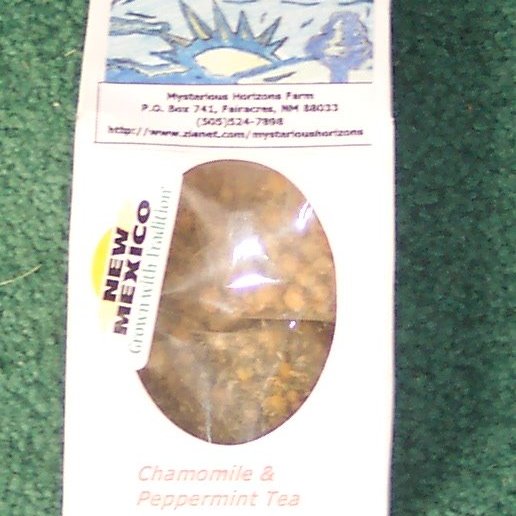 Mysterious Horizons Farm
P.O. Box 741, Fairacres, NM 88033
(505)524-7898
http://www.zianet.com/mysterioushorizons
NEW
MEXICO
Grown with Tradition
Chamomile &
Peppermint Tea